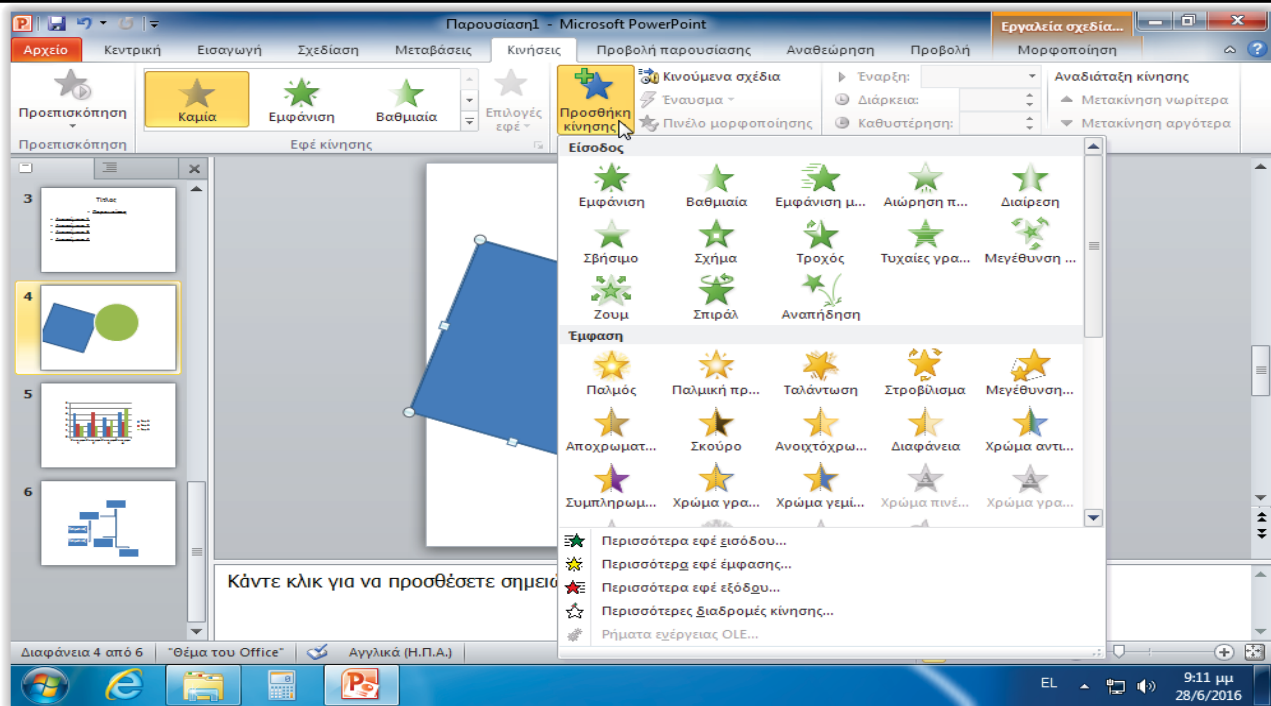 Παρουσίαση1 - Microsoft PowerPoint
Εργαλεία σχεδία...
Αρχείο Κεντρική Εισαγωγή Σχεδίαση Μεταβάσεις Κινήσεις Προβολή παρουσίασης Αναθεώρηση Προβολή Μορφοποίηση
Προεπισκόπηση
Καμία Εμφάνιση Βαθμιαία
Επιλογές εφέ
Προσθήκη κίνησης
Κινούμενα σχέδια
Έναυσμα
Πινέλο μορφοποίησης
Έναρξη:
Διάρκεια:
Καθυστέρηση:
Αναδιάταξη κίνησης
Μετακίνηση νωρίτερα
Μετακίνηση αργότερα
Προεπισκόπηση Εφέ κίνησης
Είσοδος
Εμφάνιση Βαθμιαία Εμφάνιση μ... Αιώρηση π... Διαίρεση
Σβήσιμο Σχήμα Τροχός Τυχαίες γρα... Μεγέθυνση ...
Ζουμ Σπιράλ Αναπήδηση
Έμφαση
Παλμός Παλμική πρ... Ταλάντωση Στροβίλισμα Μεγέθυνση...
Αποχρωματ... Σκούρο Ανοιχτόχρω... Διαφάνεια Χρώμα αντι...
Συμπληρωμ... Χρώμα γρα... Χρώμα γεμί... Χρώμα πινέ... Χρώμα γρα...
Περισσότερα εφέ εισόδου...
Περισσότερα εφέ έμφασης...
Περισσότερα εφέ εξόδου...
Περισσότερες διαδρομές κίνησης...
Ρήματα ενέργειας OLE...
3
Τίτλος
4
5
6
Κάντε κλικ για να προσθέσετε σημειώ
Διαφάνεια 4 από 6 "Θέμα του Office" Αγγλικά (Η.Π.Α.)
EL 9:11 μμ
28/6/2016